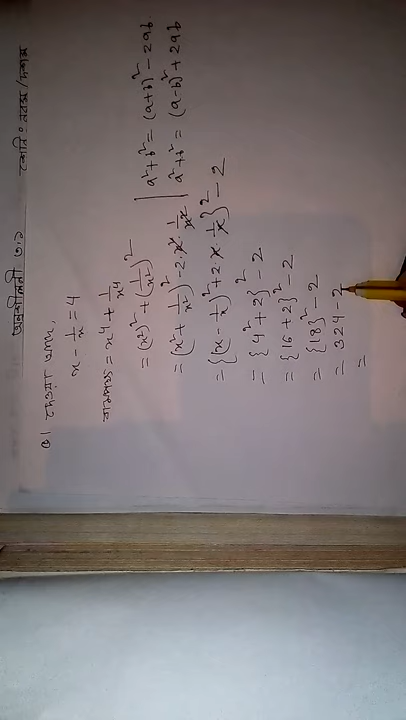 অনুশীলনী ৩.১ শ্রেণি: নবম/দশম
৩। দেওয়া আছে,
x - 1/x = 4
বামপক্ষ = x⁴ + 1/x⁴
= (x²)² + (1/x²)² | a²+b² = (a+b)² - 2ab.
= (x² + 1/x²)² - 2·x²·1/x² | a²+b² = (a-b)² + 2ab
= {(x - 1/x)² + 2·x·1/x}² - 2
= {4² + 2}² - 2
= {16 + 2}² - 2
= {18}² - 2
= 324 - 2
=